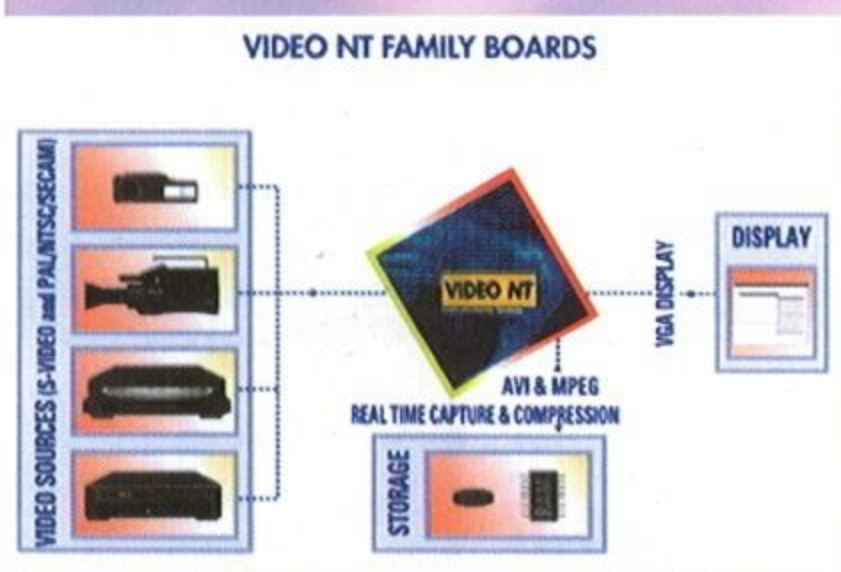 VIDEO NT FAMILY BOARDS
VIDEO SOURCES (S-VIDEO and PAL/NTSC/SECAM)
VIDEO NT
VGA DISPLAY
DISPLAY
AVI & MPEG
REAL TIME CAPTURE & COMPRESSION
STORAGE
RAM